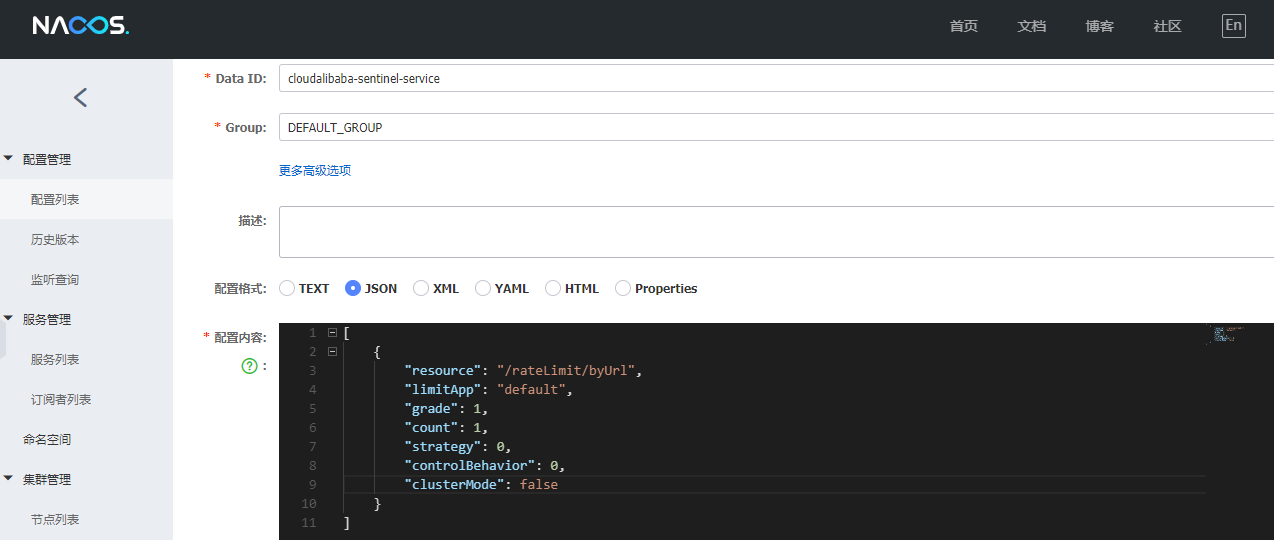 NACOS.
首页 文档 博客 社区 En
* Data ID: cloudalibaba-sentinel-service
* Group: DEFAULT_GROUP
更多高级选项
描述:
配置格式: TEXT JSON XML YAML HTML Properties
* 配置内容:
? :
1 [
2 {
3 "resource": "/rateLimit/byUrl",
4 "limitApp": "default",
5 "grade": 1,
6 "count": 1,
7 "strategy": 0,
8 "controlBehavior": 0,
9 "clusterMode": false
10 }
11 ]
配置管理
配置列表
历史版本
监听查询
服务管理
服务列表
订阅者列表
命名空间
集群管理
节点列表